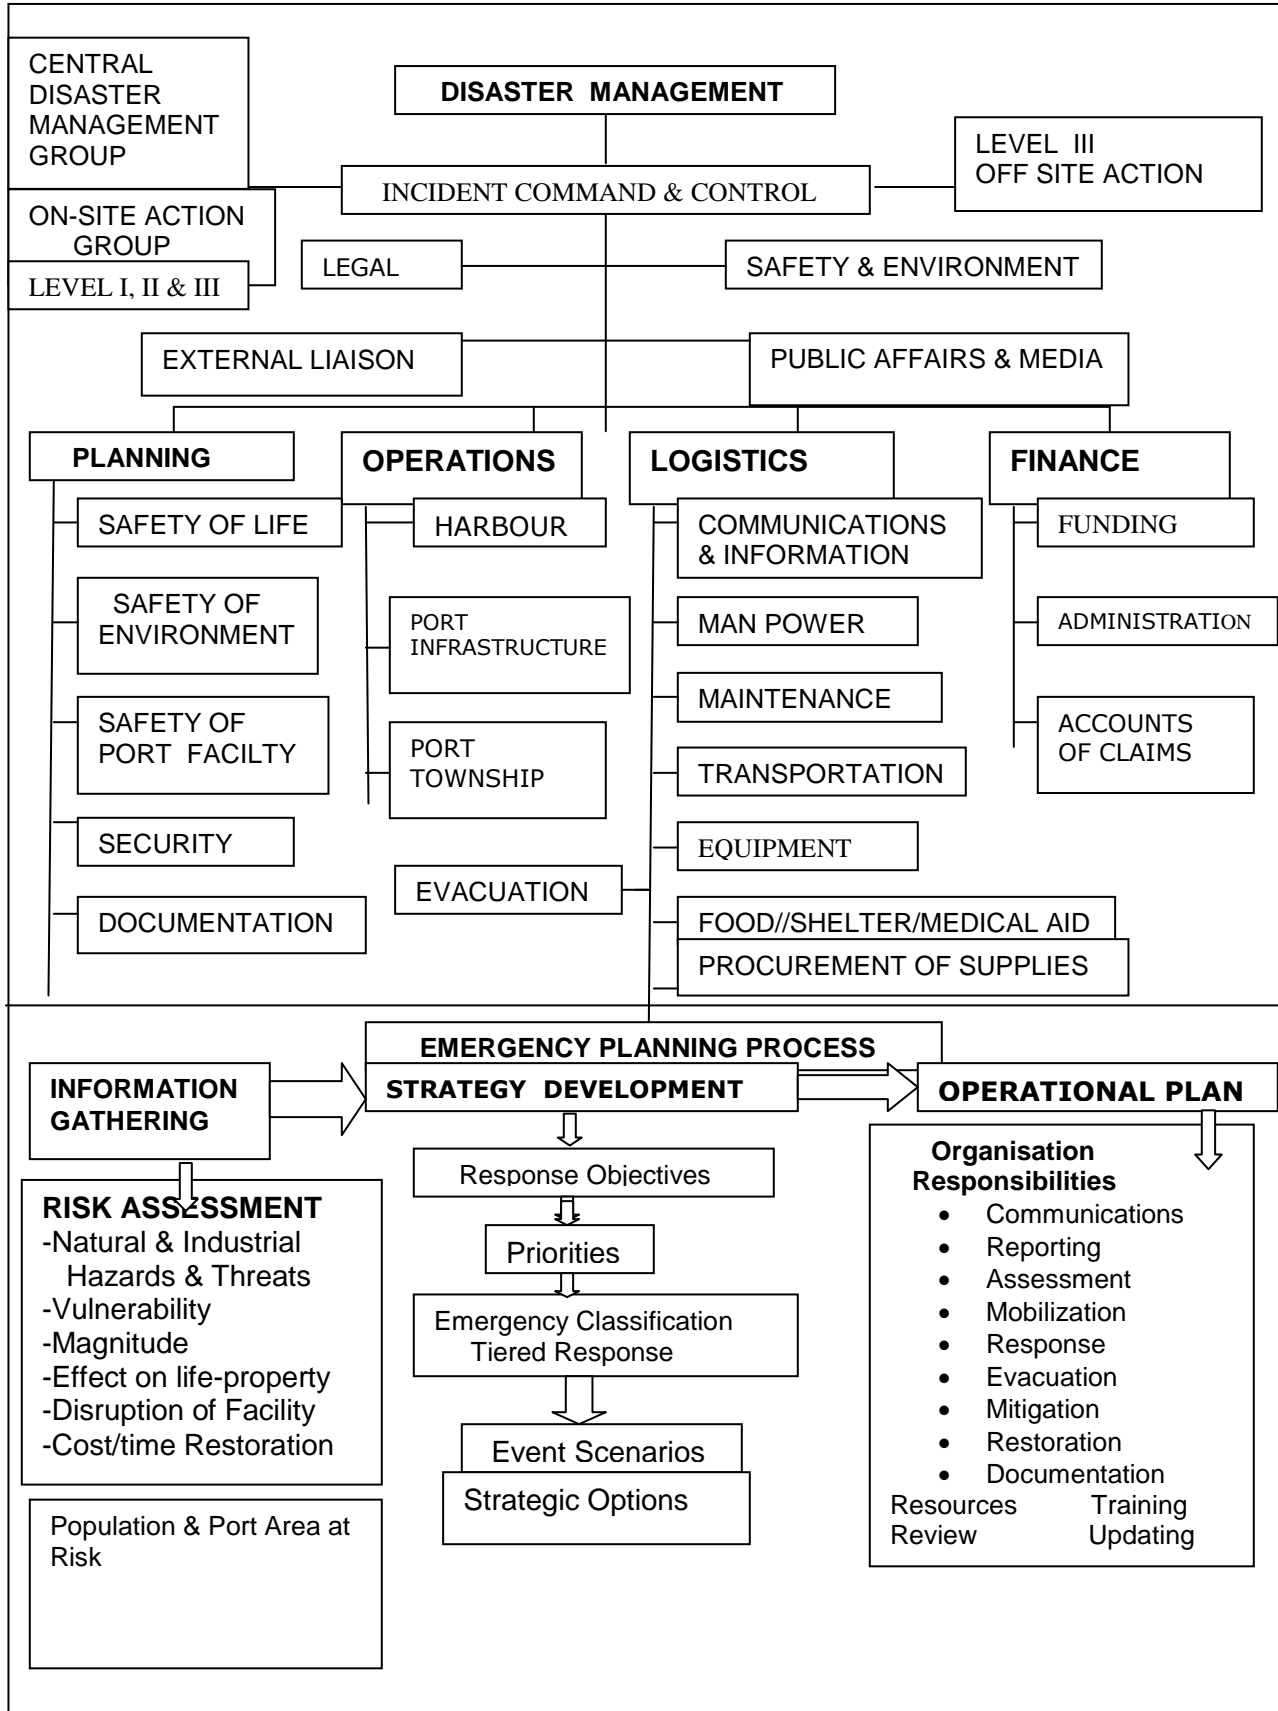 CENTRAL
DISASTER
MANAGEMENT
GROUP
DISASTER MANAGEMENT
LEVEL III
OFF SITE ACTION
INCIDENT COMMAND & CONTROL
ON-SITE ACTION
GROUP
LEVEL I, II & III
LEGAL
SAFETY & ENVIRONMENT
EXTERNAL LIAISON
PUBLIC AFFAIRS & MEDIA
PLANNING
SAFETY OF LIFE
SAFETY OF
ENVIRONMENT
SAFETY OF
PORT FACILTY
SECURITY
DOCUMENTATION
OPERATIONS
HARBOUR
PORT
INFRASTRUCTURE
PORT
TOWNSHIP
LOGISTICS
COMMUNICATIONS
& INFORMATION
MAN POWER
MAINTENANCE
TRANSPORTATION
EQUIPMENT
EVACUATION
FOOD//SHELTER/MEDICAL AID
PROCUREMENT OF SUPPLIES
FINANCE
FUNDING
ADMINISTRATION
ACCOUNTS
OF CLAIMS
EMERGENCY PLANNING PROCESS
INFORMATION
GATHERING
RISK ASSESSMENT
-Natural & Industrial
Hazards & Threats
-Vulnerability
-Magnitude
-Effect on life-property
-Disruption of Facility
-Cost/time Restoration
Population & Port Area at
Risk
STRATEGY DEVELOPMENT
Response Objectives
Priorities
Emergency Classification
Tiered Response
Event Scenarios
Strategic Options
OPERATIONAL PLAN
Organisation
Responsibilities
• Communications
• Reporting
• Assessment
• Mobilization
• Response
• Evacuation
• Mitigation
• Restoration
• Documentation
Resources Training
Review Updating